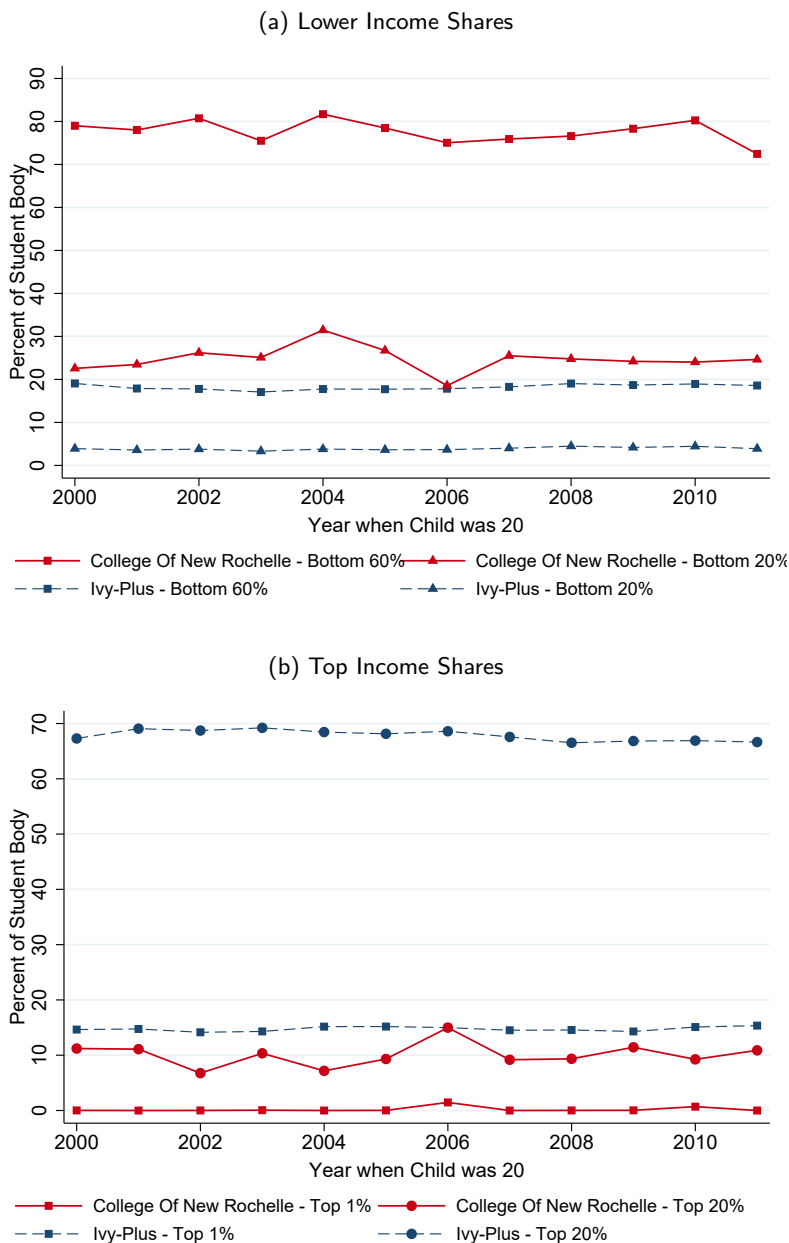 (a) Lower Income Shares
Percent of Student Body
90
80
70
60
50
40
30
20
10
0
2000 2002 2004 2006 2008 2010
Year when Child was 20
College Of New Rochelle - Bottom 60% College Of New Rochelle - Bottom 20%
Ivy-Plus - Bottom 60% Ivy-Plus - Bottom 20%
(b) Top Income Shares
Percent of Student Body
70
60
50
40
30
20
10
0
2000 2002 2004 2006 2008 2010
Year when Child was 20
College Of New Rochelle - Top 1% College Of New Rochelle - Top 20%
Ivy-Plus - Top 1% Ivy-Plus - Top 20%